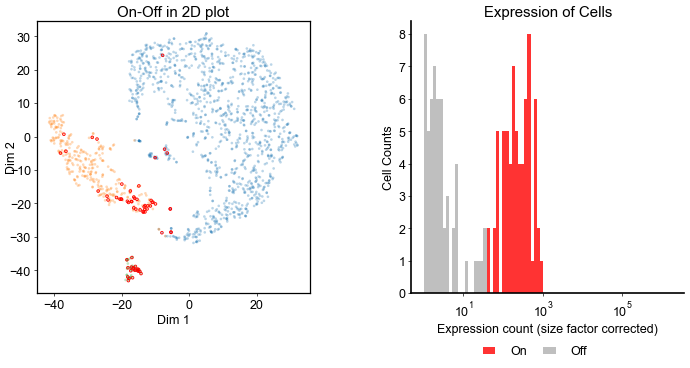 On-Off in 2D plot
Expression of Cells
Dim 2
30
20
10
0
−10
−20
−30
−40
−40 −20 0 20
Dim 1
Cell Counts
8
7
6
5
4
3
2
1
0
10^1 10^3 10^5
Expression count (size factor corrected)
On Off